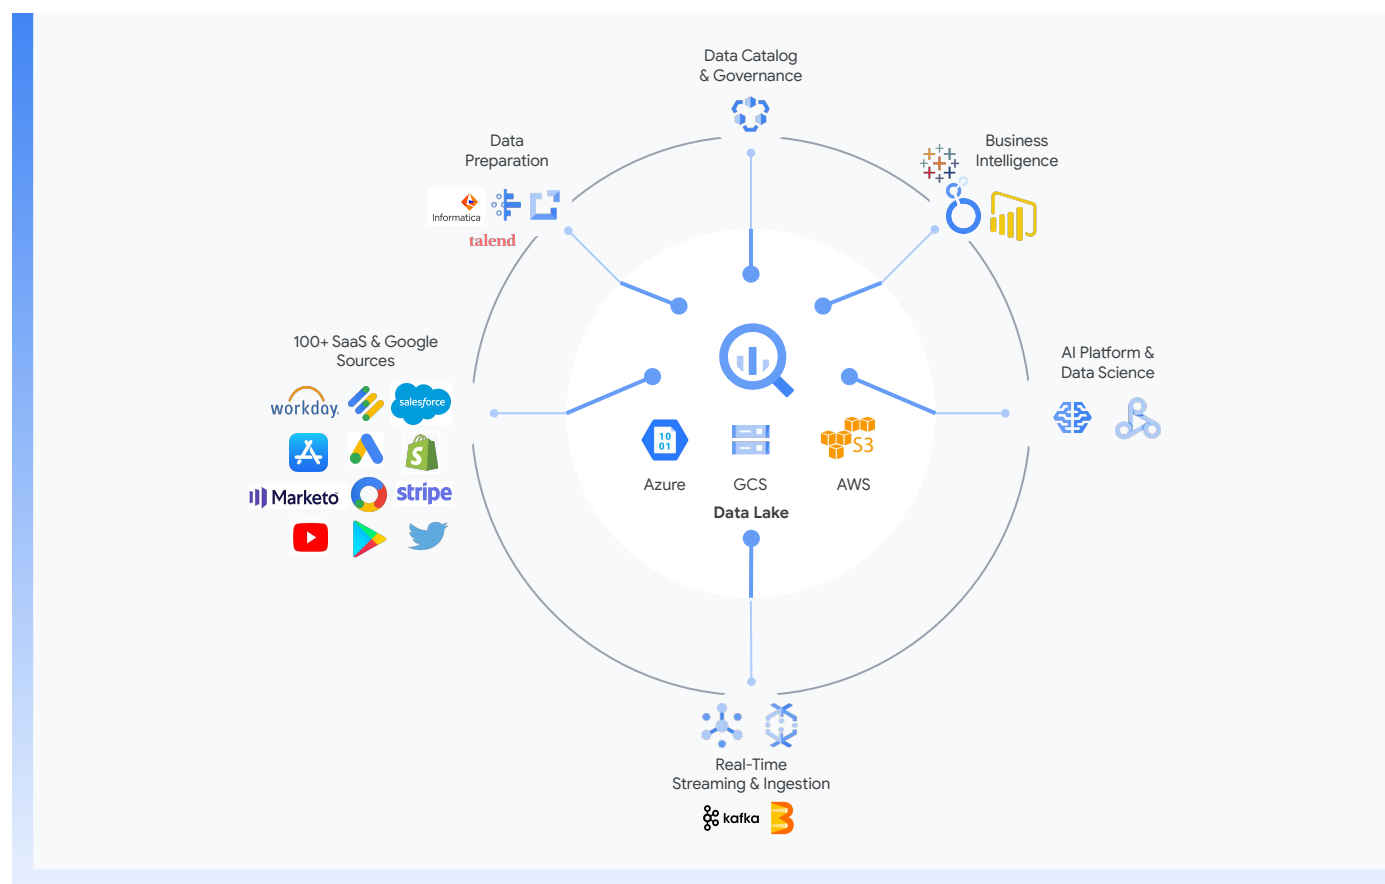 Data Catalog
& Governance
Data
Preparation
Business
Intelligence
Informatica
talend
100+ SaaS & Google
Sources
AI Platform &
Data Science
workday.
salesforce
S
Marketo
stripe
10
01
S3
Azure
GCS
AWS
Data Lake
Real-Time
Streaming & Ingestion
kafka